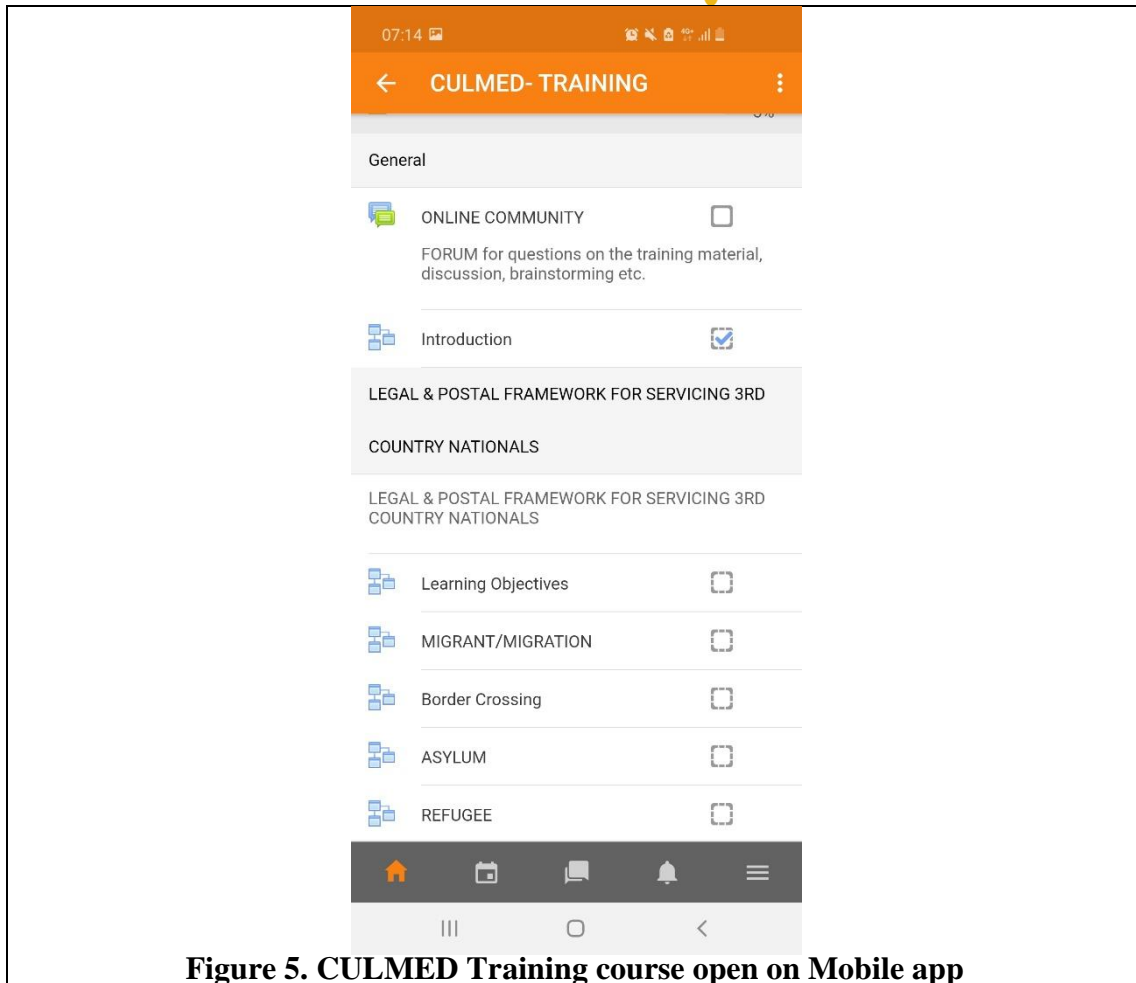 07:14
CULMED- TRAINING
General
ONLINE COMMUNITY
FORUM for questions on the training material,
discussion, brainstorming etc.
Introduction
LEGAL & POSTAL FRAMEWORK FOR SERVICING 3RD
COUNTRY NATIONALS
LEGAL & POSTAL FRAMEWORK FOR SERVICING 3RD
COUNTRY NATIONALS
Learning Objectives
MIGRANT/MIGRATION
Border Crossing
ASYLUM
REFUGEE
Figure 5. CULMED Training course open on Mobile app